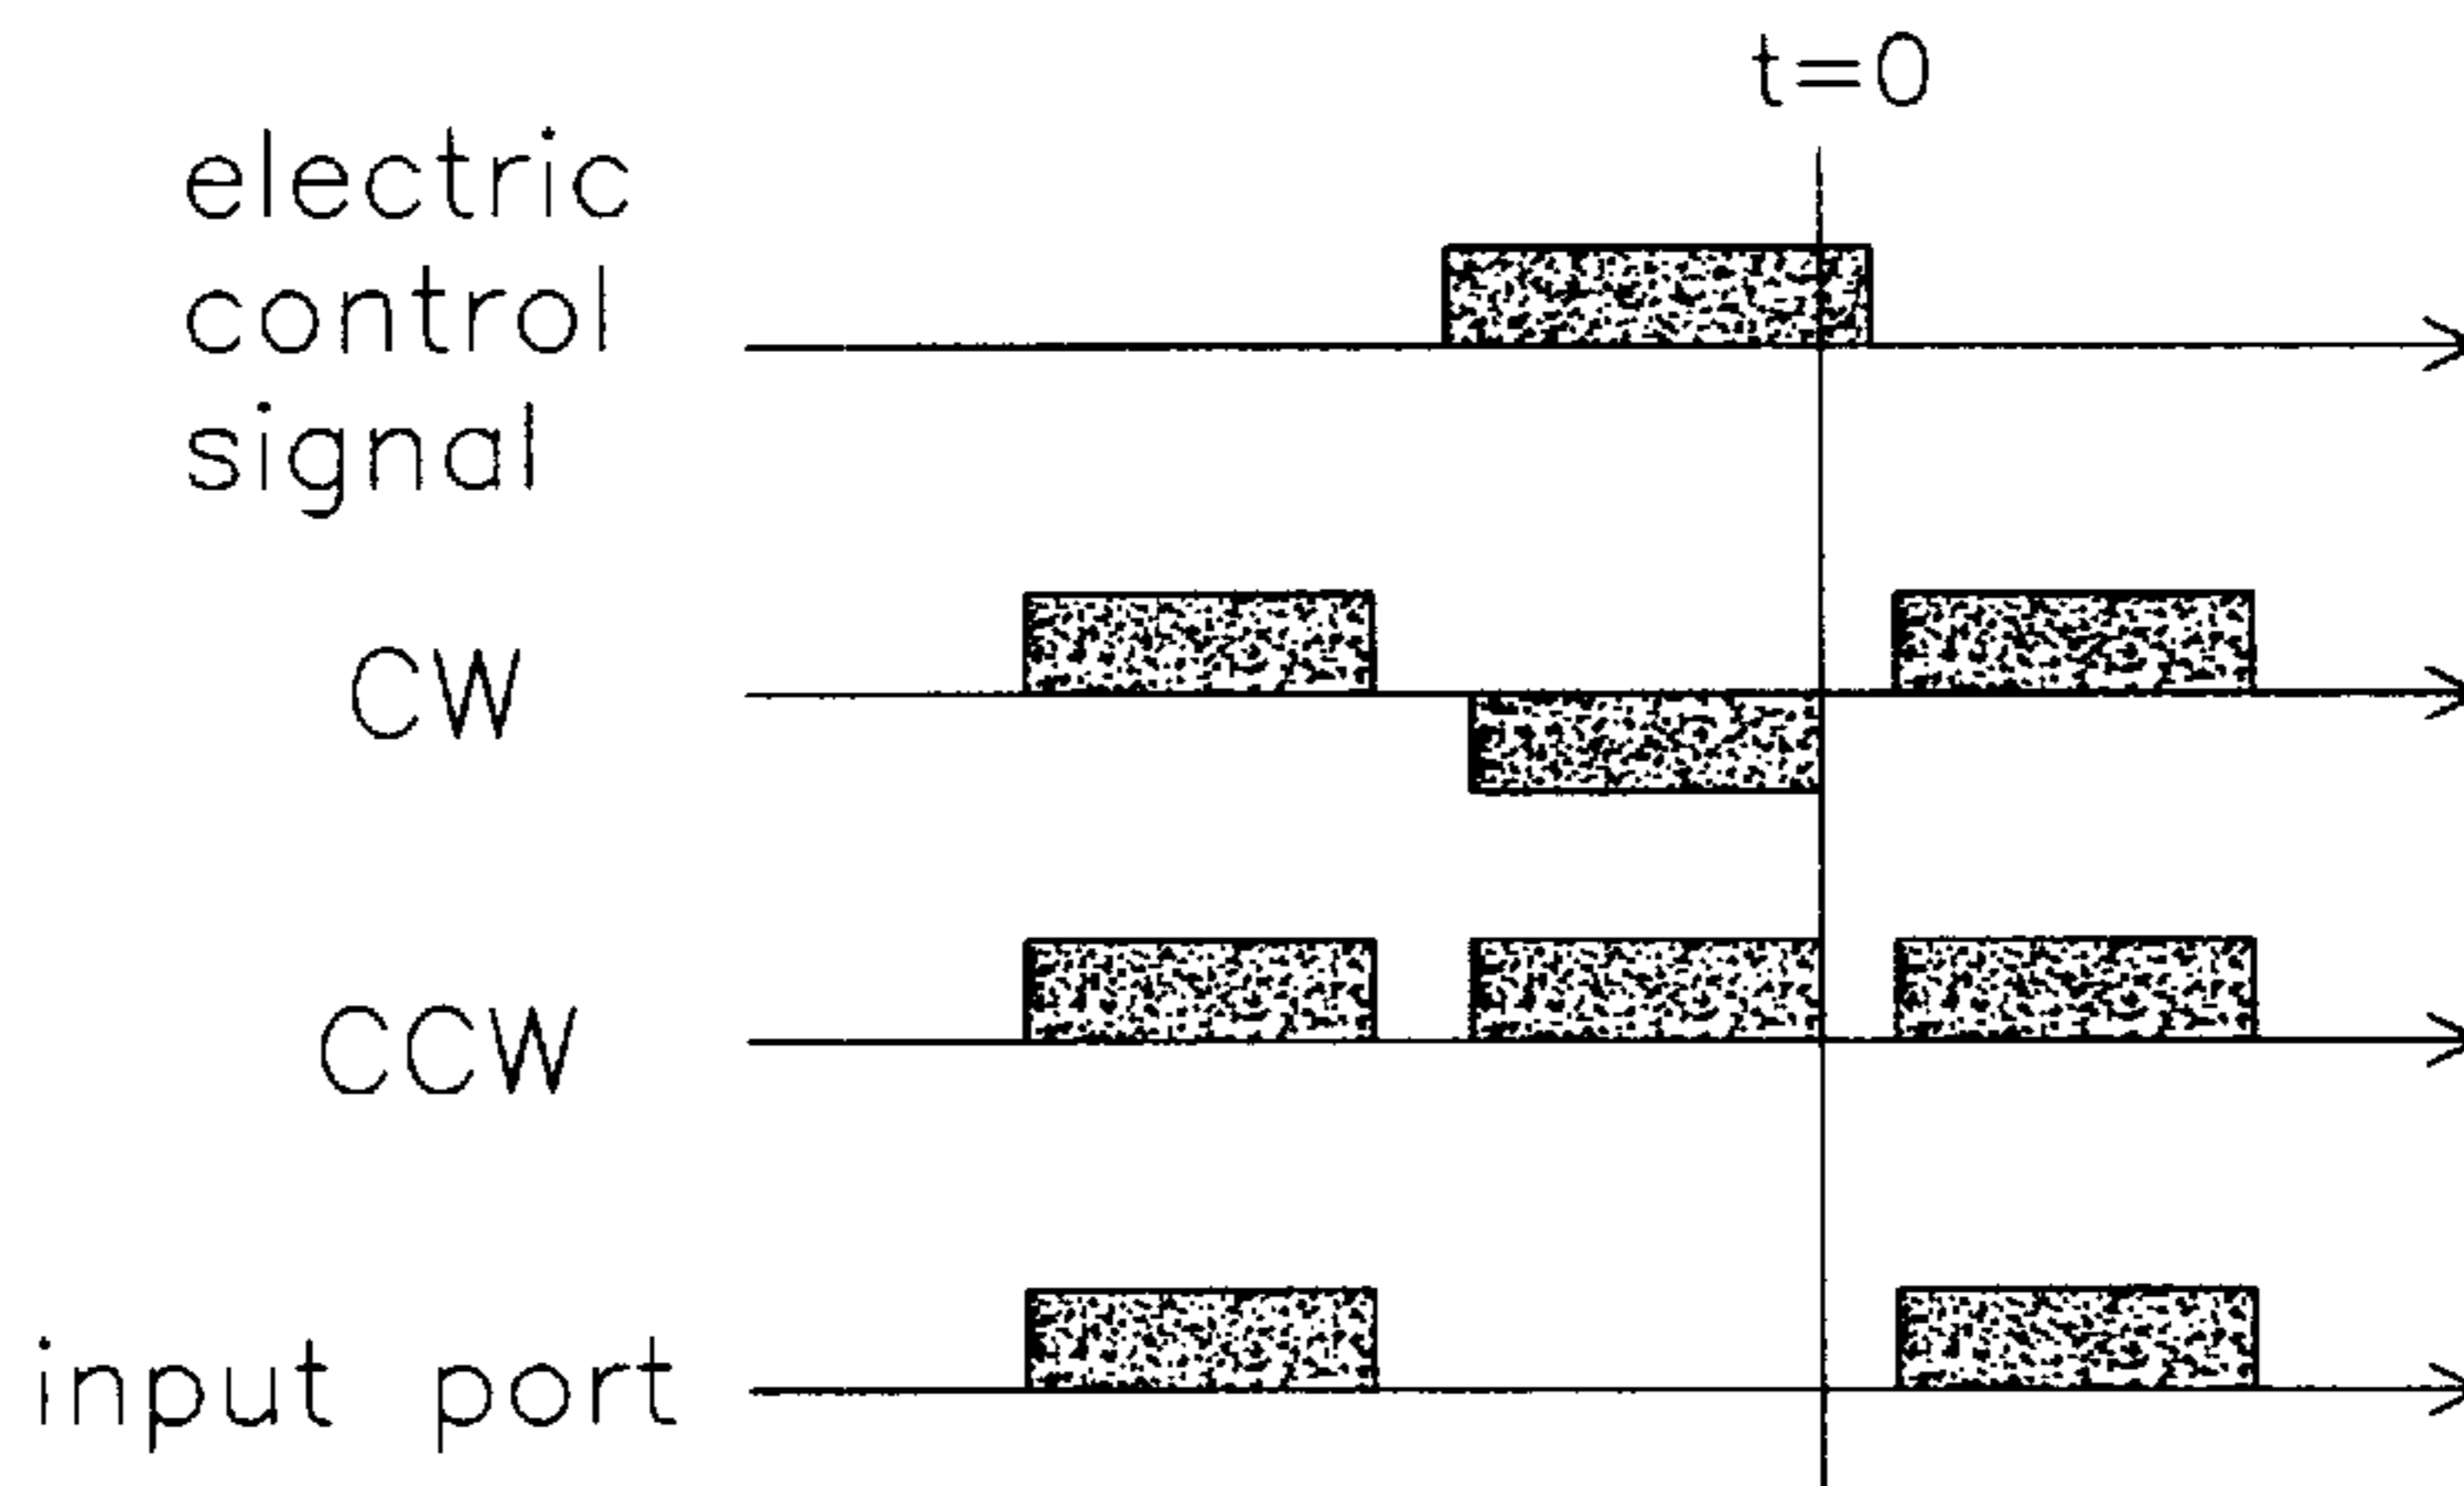 t=0
electric
control
signal
CW
CCW
input port